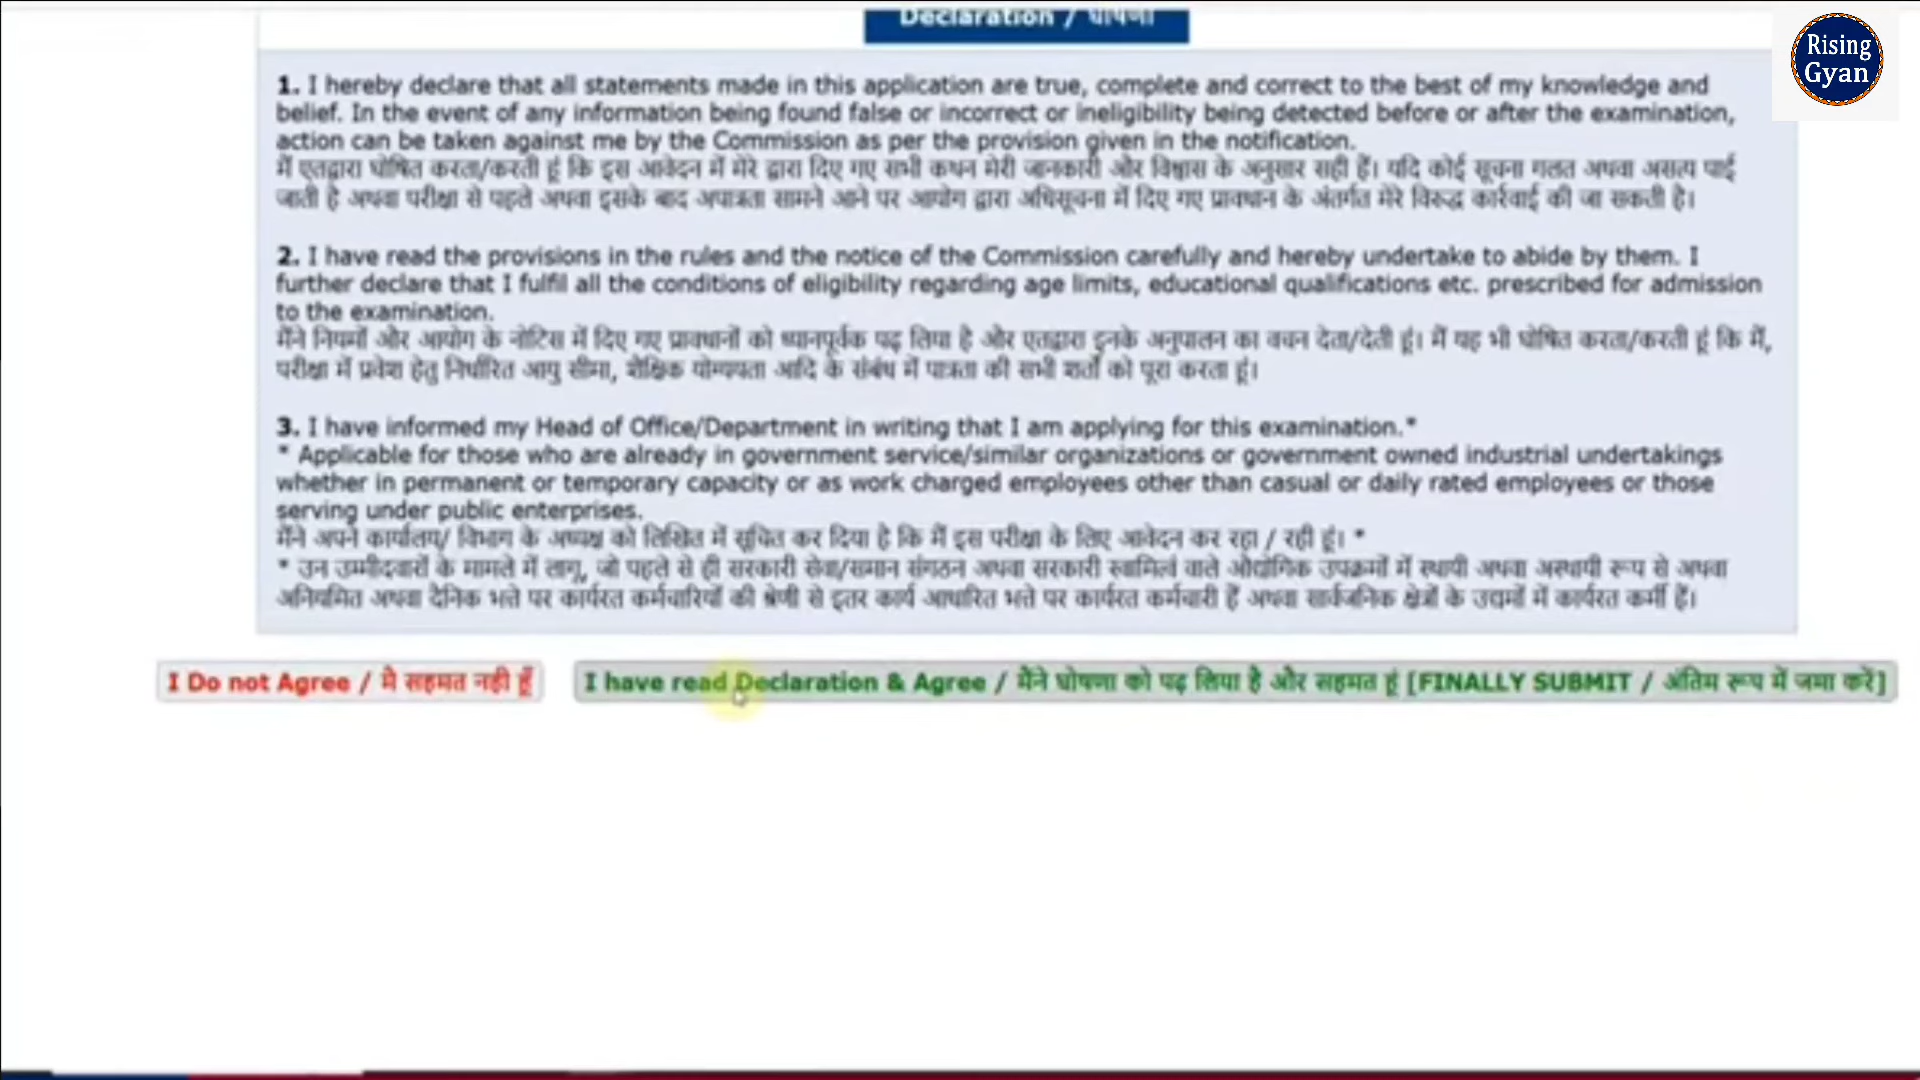 Declaration / घोषणा
Rising
Gyan
1. I hereby declare that all statements made in this application are true, complete and correct to the best of my knowledge and
belief. In the event of any information being found false or incorrect or ineligibility being detected before or after the examination,
action can be taken against me by the Commission as per the provision given in the notification.
मैं एतद्वारा घोषित करता/करती हूं कि इस आवेदन में मेरे द्वारा दिए गए सभी कथन मेरी जानकारी और विश्वास के अनुसार सही हैं। यदि कोई सूचना गलत अथवा असत्य पाई
जाती है अथवा परीक्षा से पहले अथवा इसके बाद अपात्रता सामने आने पर आयोग द्वारा अधिसूचना में दिए गए प्रावधान के अंतर्गत मेरे विरुद्ध कार्रवाई की जा सकती है।
2. I have read the provisions in the rules and the notice of the Commission carefully and hereby undertake to abide by them. I
further declare that I fulfil all the conditions of eligibility regarding age limits, educational qualifications etc. prescribed for admission
to the examination.
मैंने नियमों और आयोग के नोटिस में दिए गए प्रावधानों को ध्यानपूर्वक पढ़ लिया है और एतद्वारा इनके अनुपालन का वचन देता/देती हूं। मैं यह भी घोषित करता/करती हूं कि मैं,
परीक्षा में प्रवेश हेतु निर्धारित आयु सीमा, शैक्षिक योग्यता आदि के संबंध में पात्रता की सभी शर्तों को पूरा करता हूं।
3. I have informed my Head of Office/Department in writing that I am applying for this examination.*
* Applicable for those who are already in government service/similar organizations or government owned industrial undertakings
whether in permanent or temporary capacity or as work charged employees other than casual or daily rated employees or those
serving under public enterprises.
मैंने अपने कार्यालय/ विभाग के अध्यक्ष को लिखित में सूचित कर दिया है कि मैं इस परीक्षा के लिए आवेदन कर रहा / रही हूं। *
* उन उम्मीदवारों के मामले में लागू, जो पहले से ही सरकारी सेवा/समान संगठन अथवा सरकारी स्वामित्व वाले औद्योगिक उपक्रमों में स्थायी अथवा अस्थायी रूप से अथवा
अनियमित अथवा दैनिक भत्ते पर कार्यरत कर्मचारियों की श्रेणी से इतर कार्य आधारित भत्ते पर कार्यरत कर्मचारी हैं अथवा सार्वजनिक क्षेत्रों के उद्यमों में कार्यरत कर्मी हैं।
I Do not Agree / मै सहमत नही हूँ
I have read Declaration & Agree / मैंने घोषणा को पढ़ लिया है और सहमत हूं [FINALLY SUBMIT / अंतिम रूप में जमा करें]